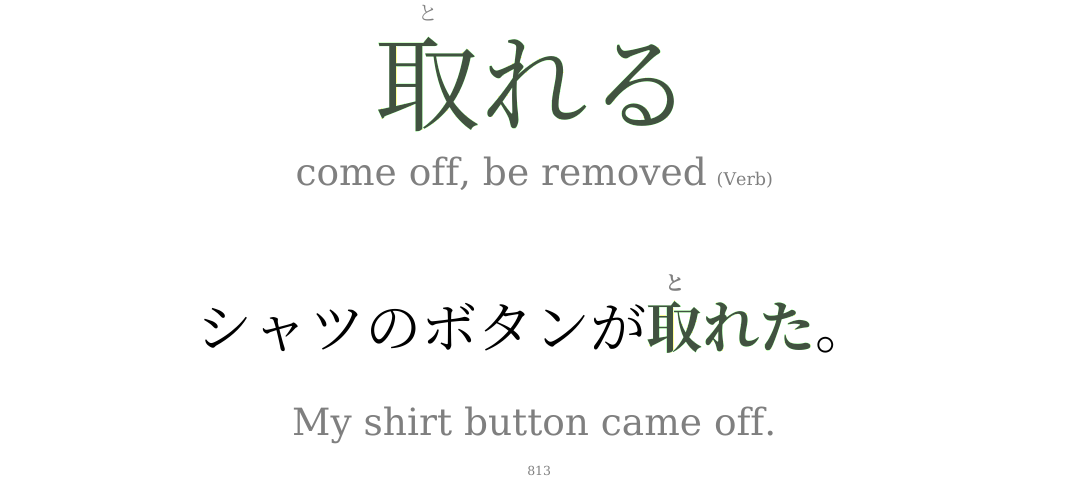 と
取れる
come off, be removed (Verb)
と
シャツのボタンが取れた。
My shirt button came off.
813